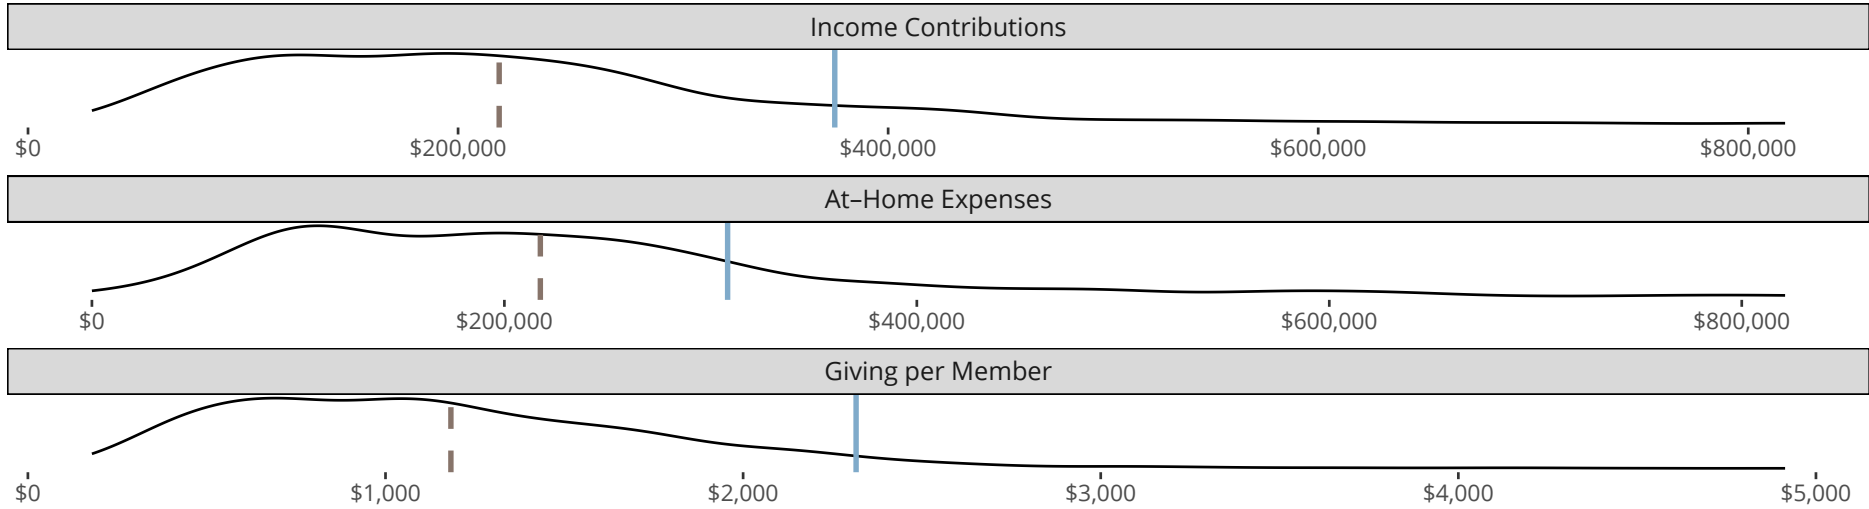 Income Contributions
$0 $200,000 $400,000 $600,000 $800,000
At–Home Expenses
$0 $200,000 $400,000 $600,000 $800,000
Giving per Member
$0 $1,000 $2,000 $3,000 $4,000 $5,000